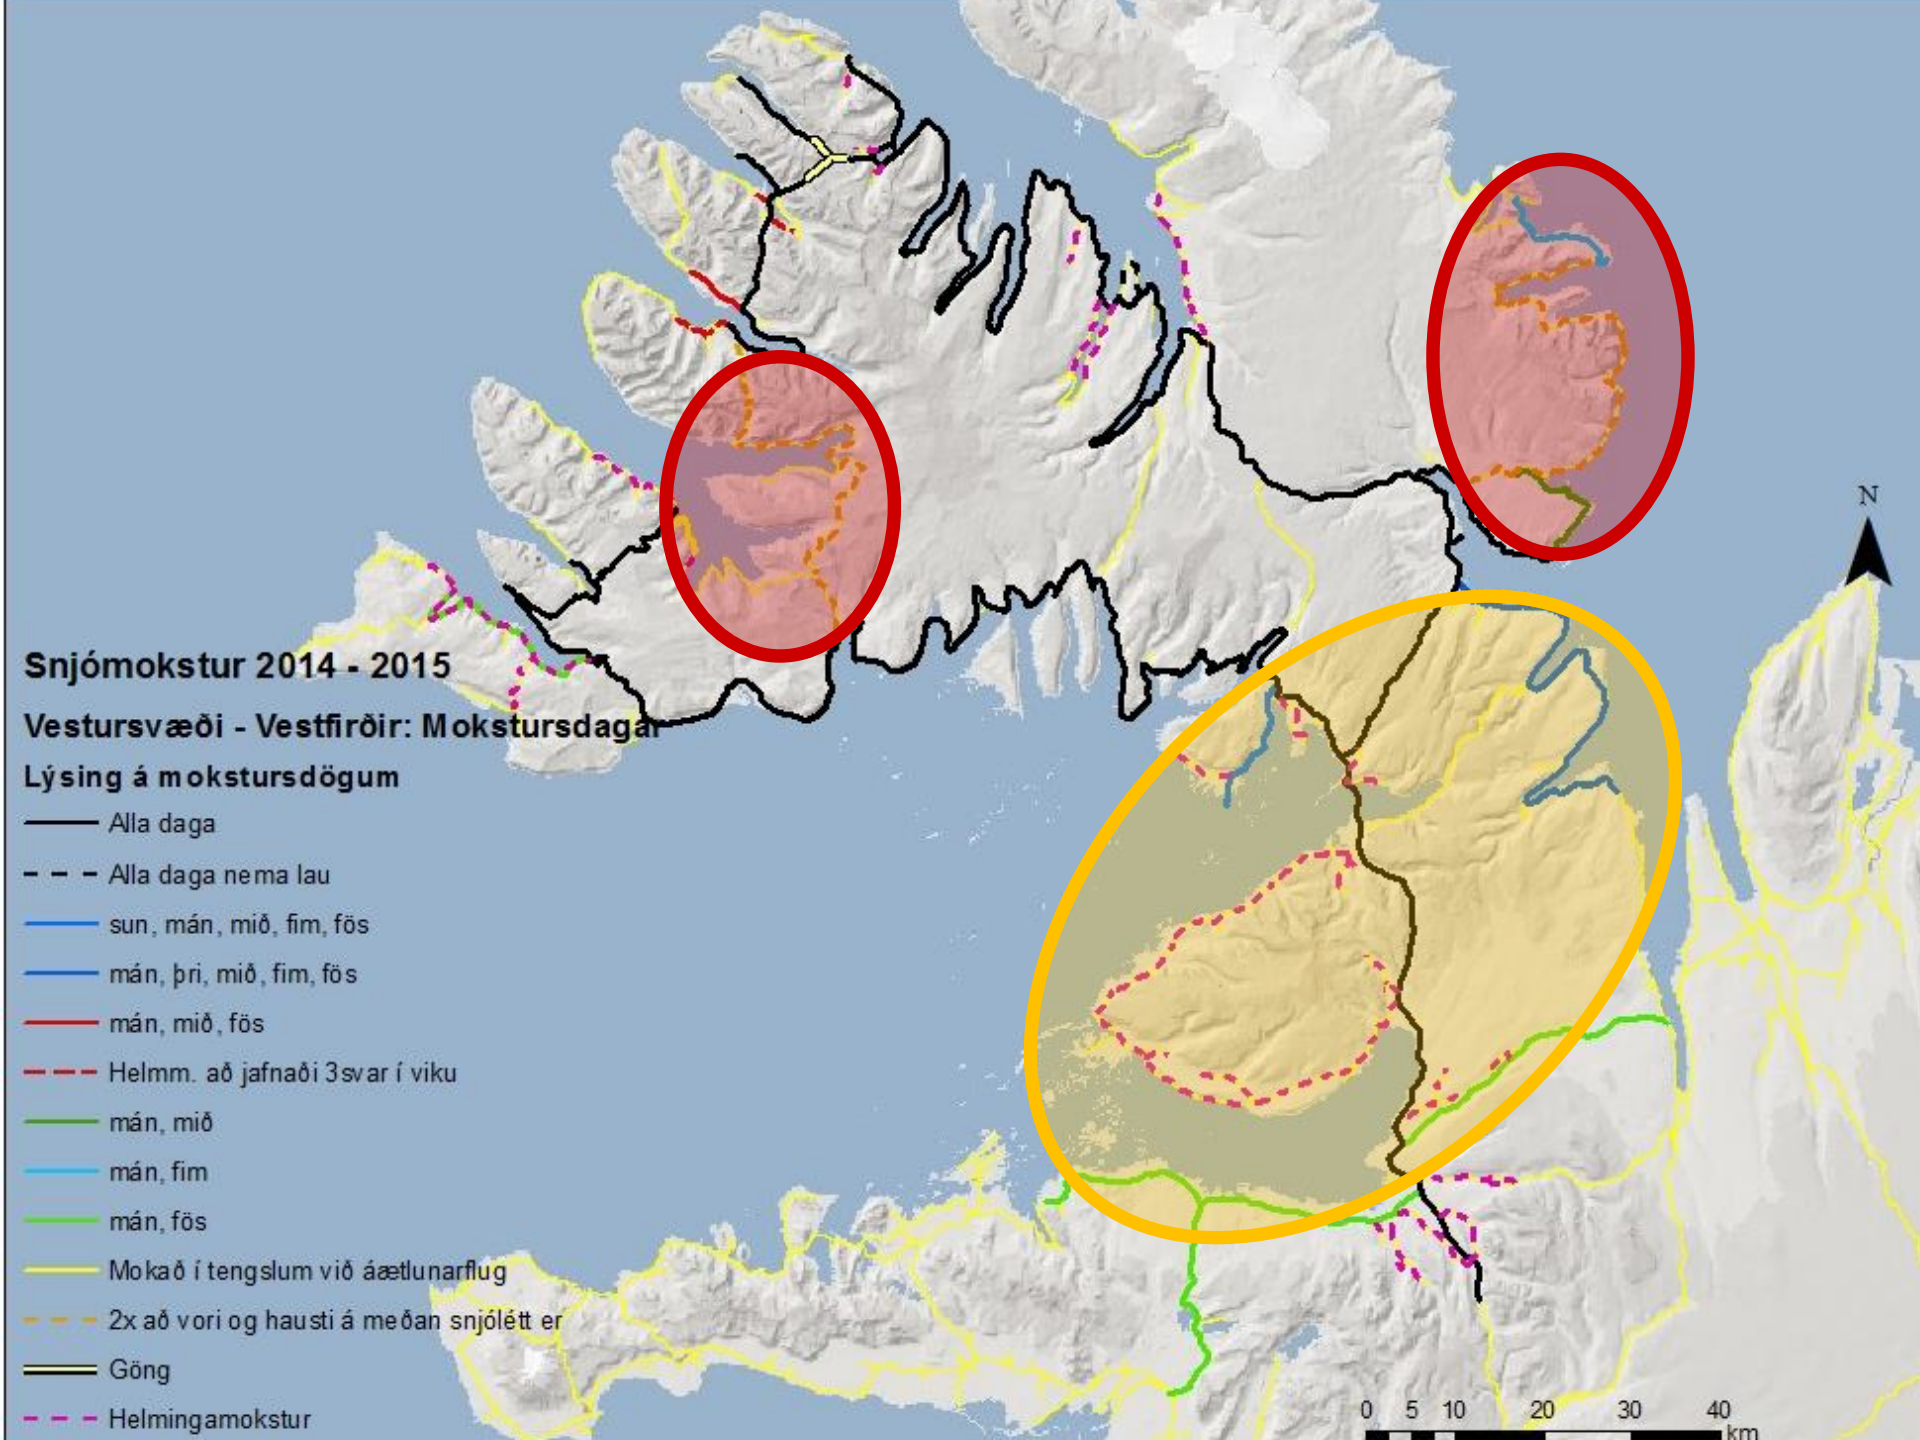 N
Snjómokstur 2014 - 2015
Vestursvæði - Vestfirðir: Mokstursdagar
Lýsing á mokstursdögum
Alla daga
Alla daga nema lau
sun, mán, mið, fim, fös
mán, þri, mið, fim, fös
mán, mið, fös
Helmm. að jafnaði 3svar í viku
mán, mið
mán, fim
mán, fös
Mokað í tengslum við áætlunarflug
2x að vori og hausti á meðan snjólétt er
Göng
Helmingamokstur
0 5 10 20 30 40
km